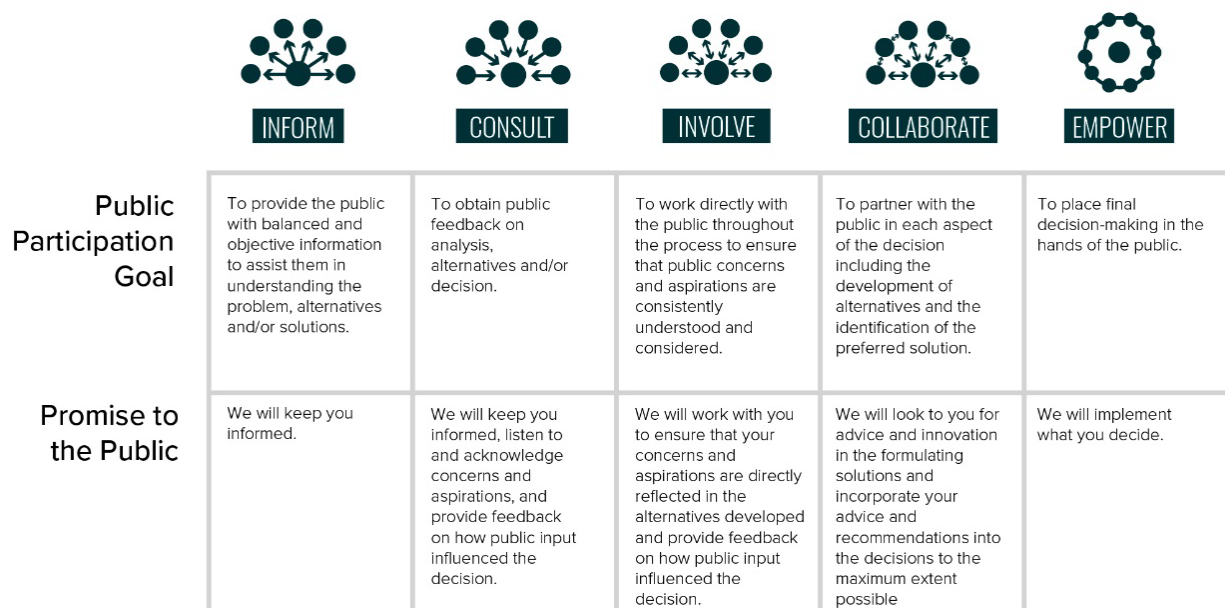 INFORM
CONSULT
INVOLVE
COLLABORATE
EMPOWER
Public
Participation
Goal
To provide the public
with balanced and
objective information
to assist them in
understanding the
problem, alternatives
and/or solutions.
To obtain public
feedback on
analysis,
alternatives and/or
decision.
To work directly with
the public throughout
the process to ensure
that public concerns
and aspirations are
consistently
understood and
considered.
To partner with the
public in each aspect
of the decision
including the
development of
alternatives and the
identification of the
preferred solution.
To place final
decision-making in the
hands of the public.
Promise to
the Public
We will keep you
informed.
We will keep you
informed, listen to
and acknowledge
concerns and
aspirations, and
provide feedback
on how public input
influenced the
decision.
We will work with you
to ensure that your
concerns and
aspirations are directly
reflected in the
alternatives developed
and provide feedback
on how public input
influenced the
decision.
We will look to you for
advice and innovation
in the formulating
solutions and
incorporate your
advice and
recommendations into
the decisions to the
maximum extent
possible
We will implement
what you decide.